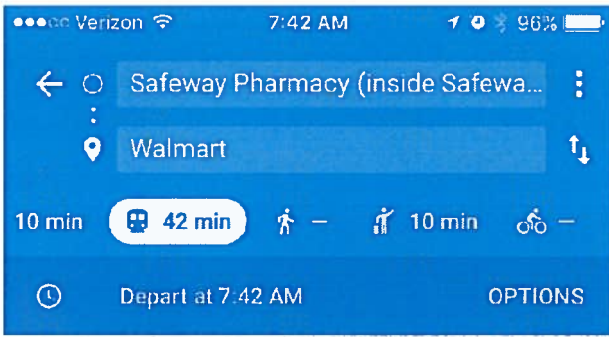 Verizon 7:42 AM 96%
Safeway Pharmacy (inside Safewa...
Walmart
10 min 42 min – 10 min –
Depart at 7:42 AM OPTIONS